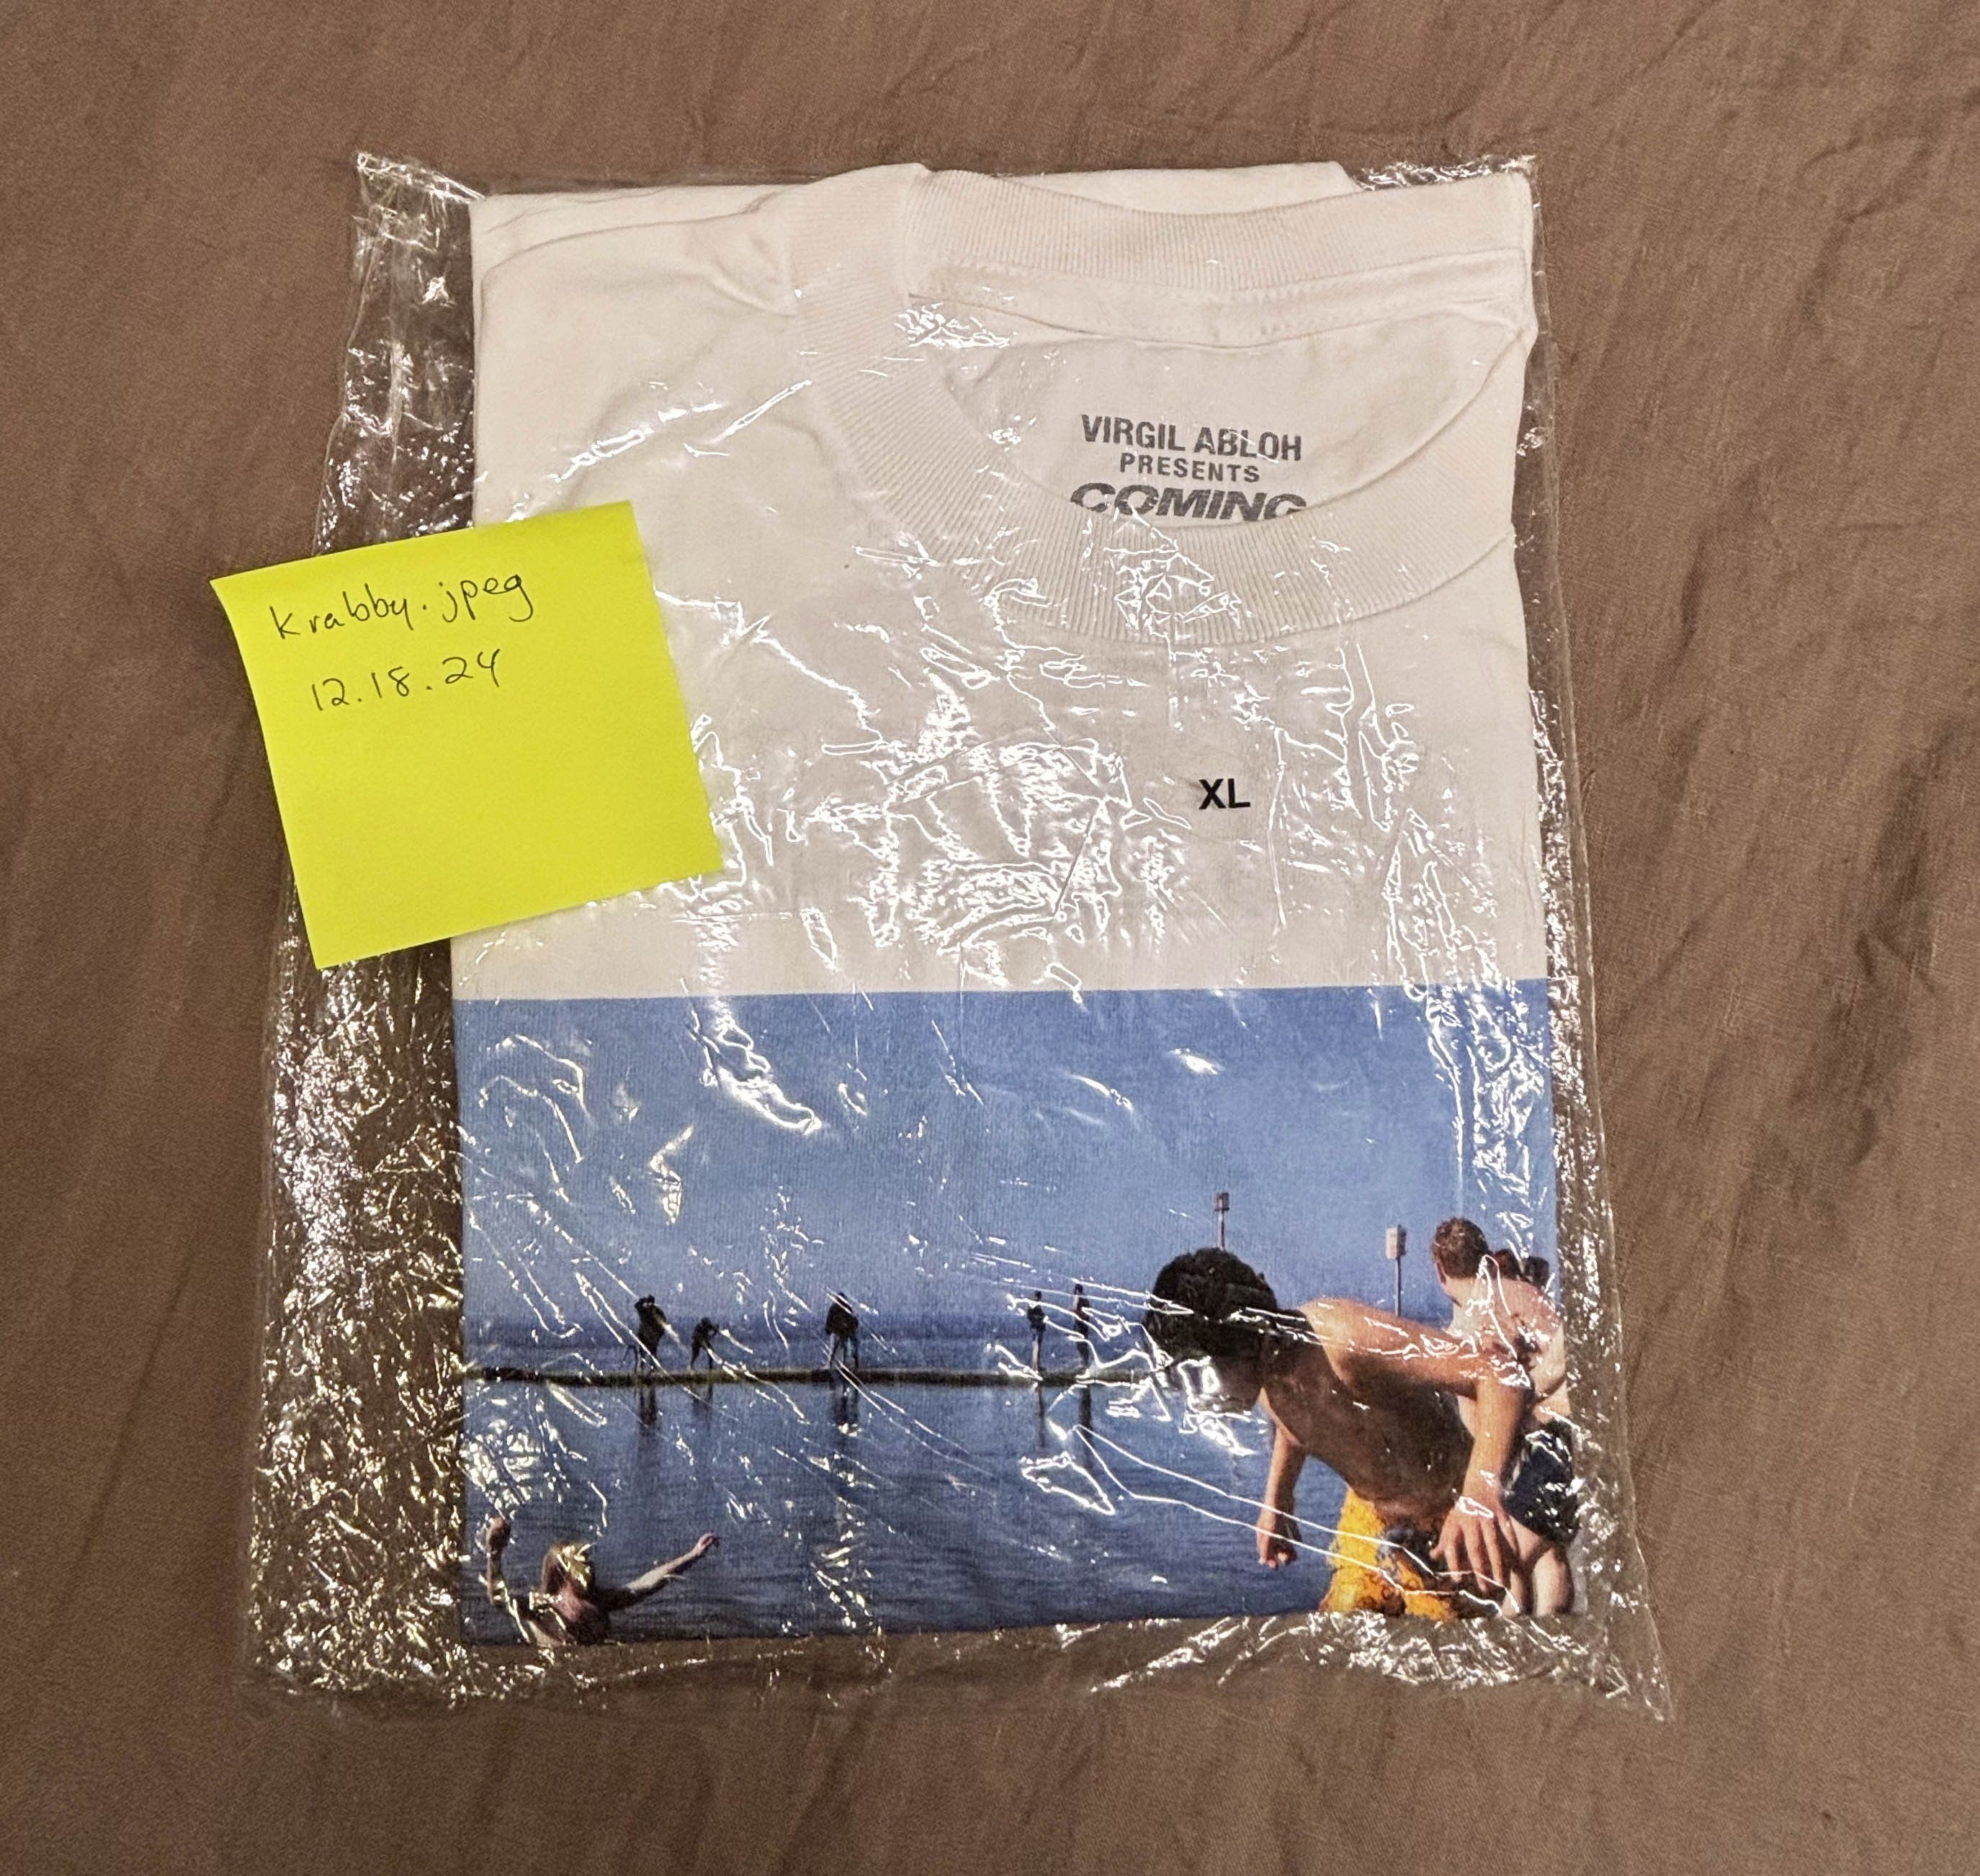 krabby.jpeg
12.18.24
VIRGIL ABLOH
PRESENTS
COMING
XL